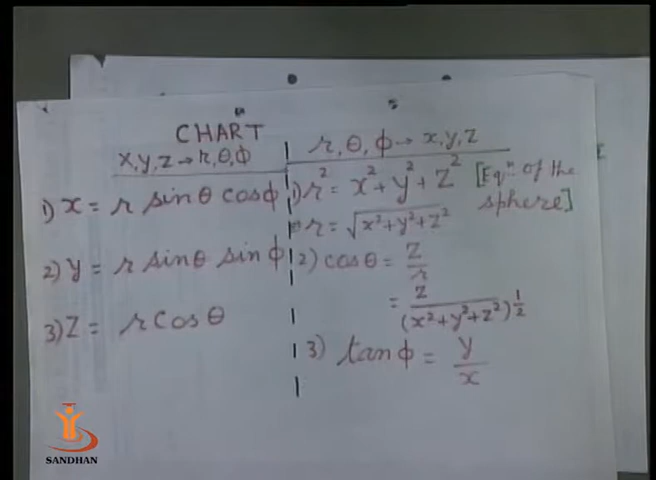 CHART
x,y,z → r,θ,φ
1) x = r sinθ cosφ
2) y = r sinθ sinφ
3) z = r cosθ
r, θ, φ → x,y,z
1) r² = x² + y² + z² [Eqⁿ of the sphere]
r = √x²+y²+z²
2) cosθ = z/r
= z/(x²+y²+z²)^1/2
3) tanφ = y/x
SANDHAN